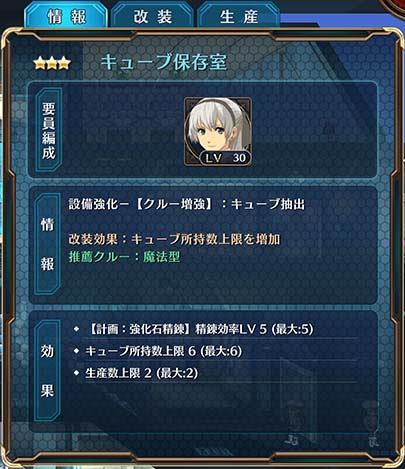 情報
改装
生産
キューブ保存室
要員編成
LV 30
情報
設備強化-【クルー増強】:キューブ抽出
改装効果:キューブ所持数上限を増加
推薦クルー:魔法型
効果
◆ 【計画:強化石精錬】精錬効率LV 5 (最大:5)
◆ キューブ所持数上限 6 (最大:6)
◆ 生産数上限 2 (最大:2)